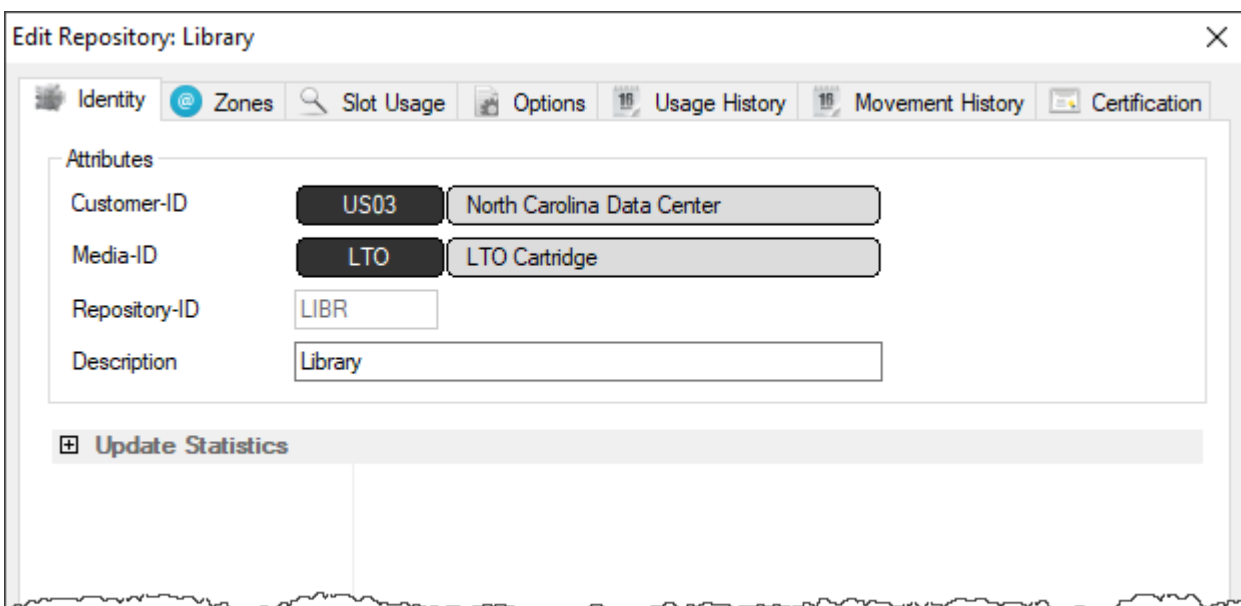 Edit Repository: Library
Identity Zones Slot Usage Options Usage History Movement History Certification
Attributes
Customer-ID US03 North Carolina Data Center
Media-ID LTO LTO Cartridge
Repository-ID LIBR
Description Library
Update Statistics